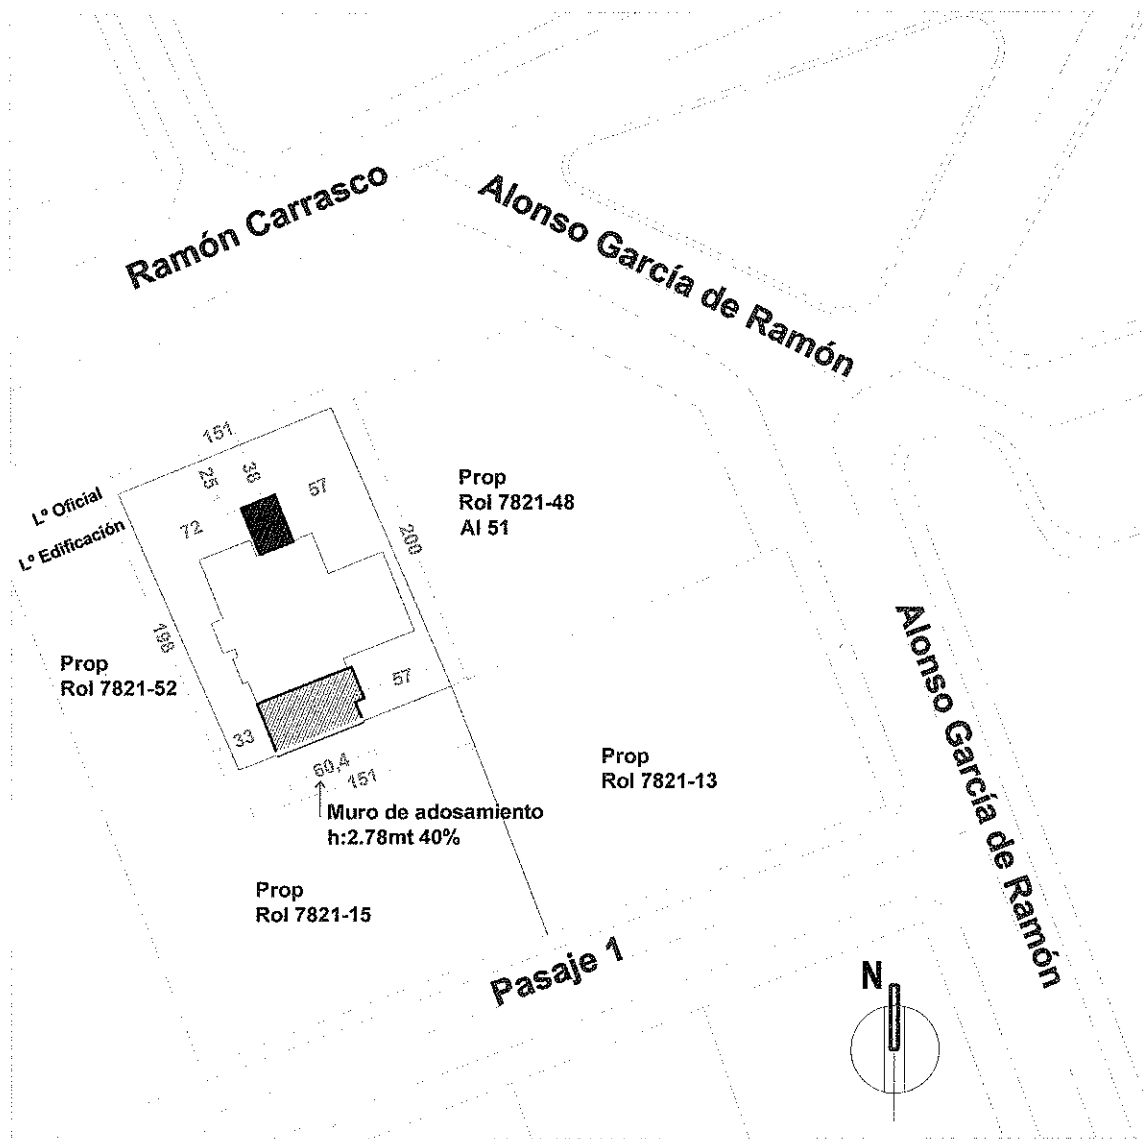 Ramón Carrasco
Alonso García de Ramón
151
25
38
57
72
Lº Oficial
Lº Edificación
200
198
Prop
Rol 7821-48
Al 51
Prop
Rol 7821-52
57
33
60,4
151
Muro de adosamiento
h:2.78mt 40%
Prop
Rol 7821-13
Alonso García de Ramón
Prop
Rol 7821-15
Pasaje 1
N